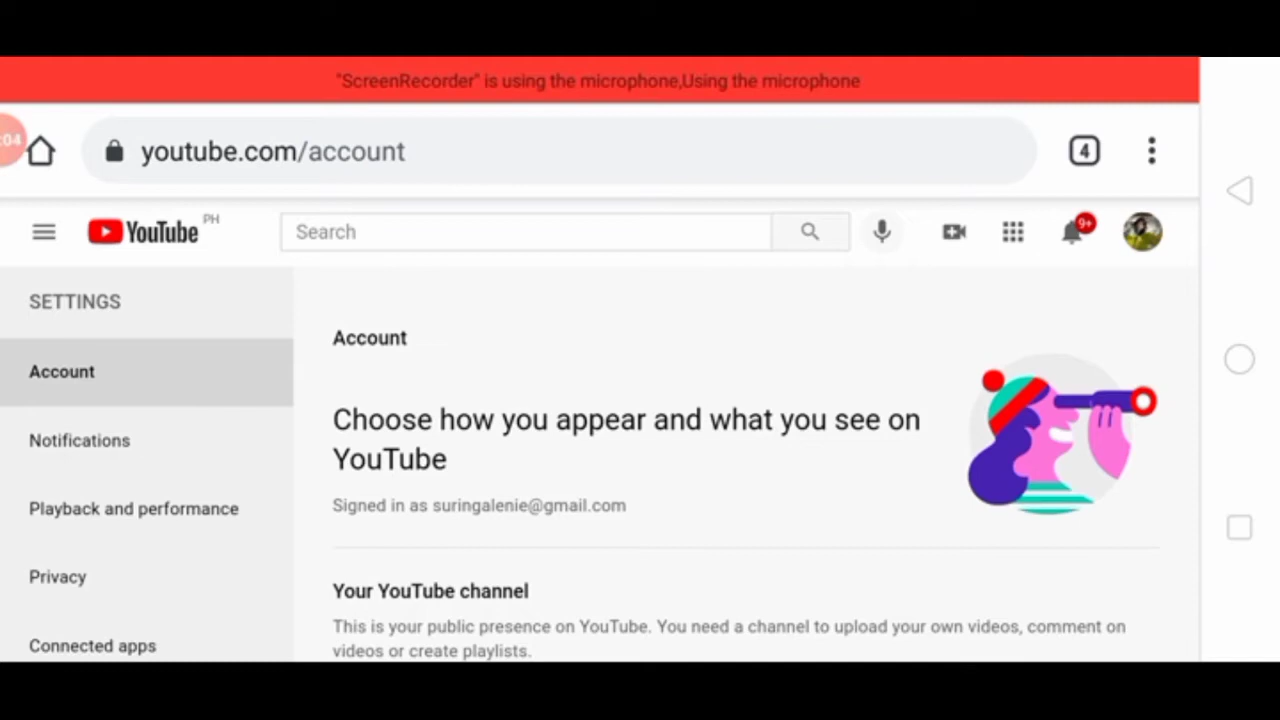 "ScreenRecorder" is using the microphone,Using the microphone
:04
youtube.com/account
4
YouTube PH
Search
9+
SETTINGS
Account
Notifications
Playback and performance
Privacy
Connected apps
Account
Choose how you appear and what you see on
YouTube
Signed in as suringalenie@gmail.com
Your YouTube channel
This is your public presence on YouTube. You need a channel to upload your own videos, comment on
videos or create playlists.